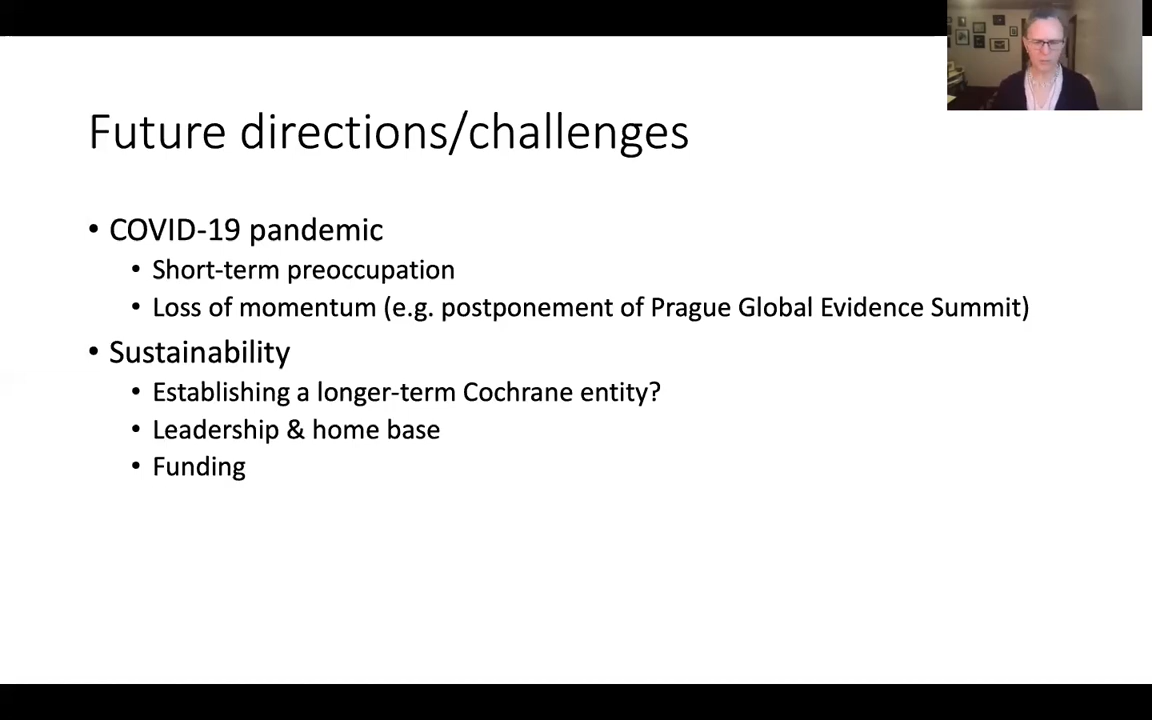 Future directions/challenges
• COVID-19 pandemic
• Short-term preoccupation
• Loss of momentum (e.g. postponement of Prague Global Evidence Summit)
• Sustainability
• Establishing a longer-term Cochrane entity?
• Leadership & home base
• Funding